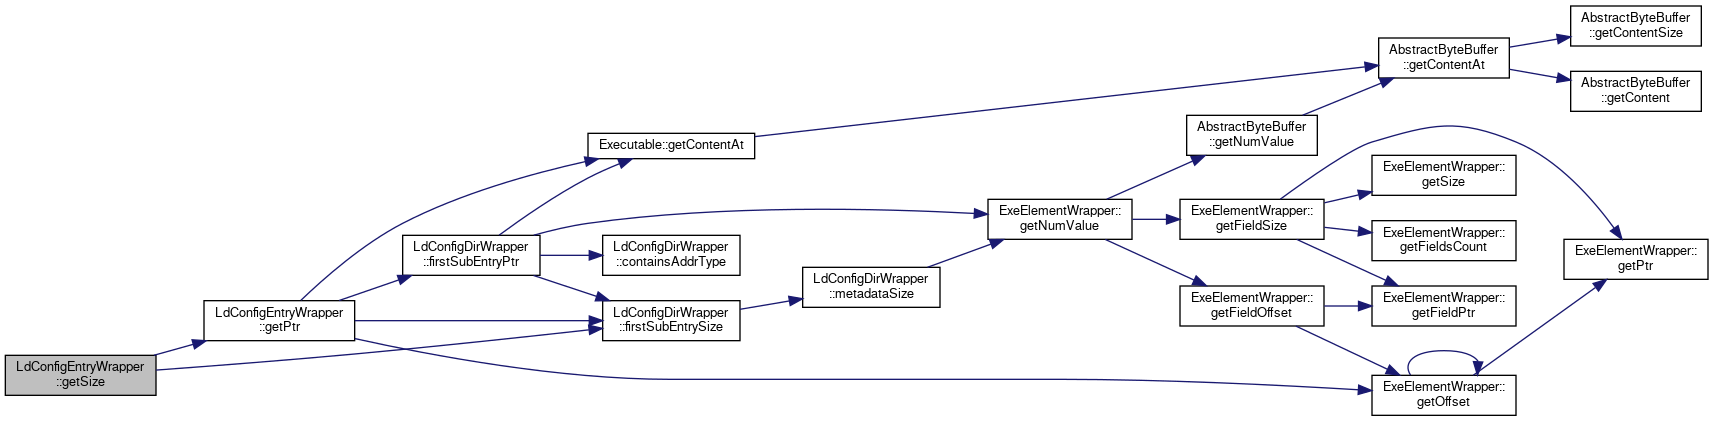 LdConfigEntryWrapper
::getSize
LdConfigEntryWrapper
::getPtr
Executable::getContentAt
LdConfigDirWrapper
::firstSubEntryPtr
LdConfigDirWrapper
::containsAddrType
LdConfigDirWrapper
::firstSubEntrySize
LdConfigDirWrapper
::metadataSize
ExeElementWrapper::
getNumValue
AbstractByteBuffer
::getNumValue
ExeElementWrapper::
getFieldSize
ExeElementWrapper::
getFieldOffset
AbstractByteBuffer
::getContentAt
ExeElementWrapper::
getSize
ExeElementWrapper::
getFieldsCount
ExeElementWrapper::
getFieldPtr
ExeElementWrapper::
getOffset
AbstractByteBuffer
::getContentSize
AbstractByteBuffer
::getContent
ExeElementWrapper::
getPtr